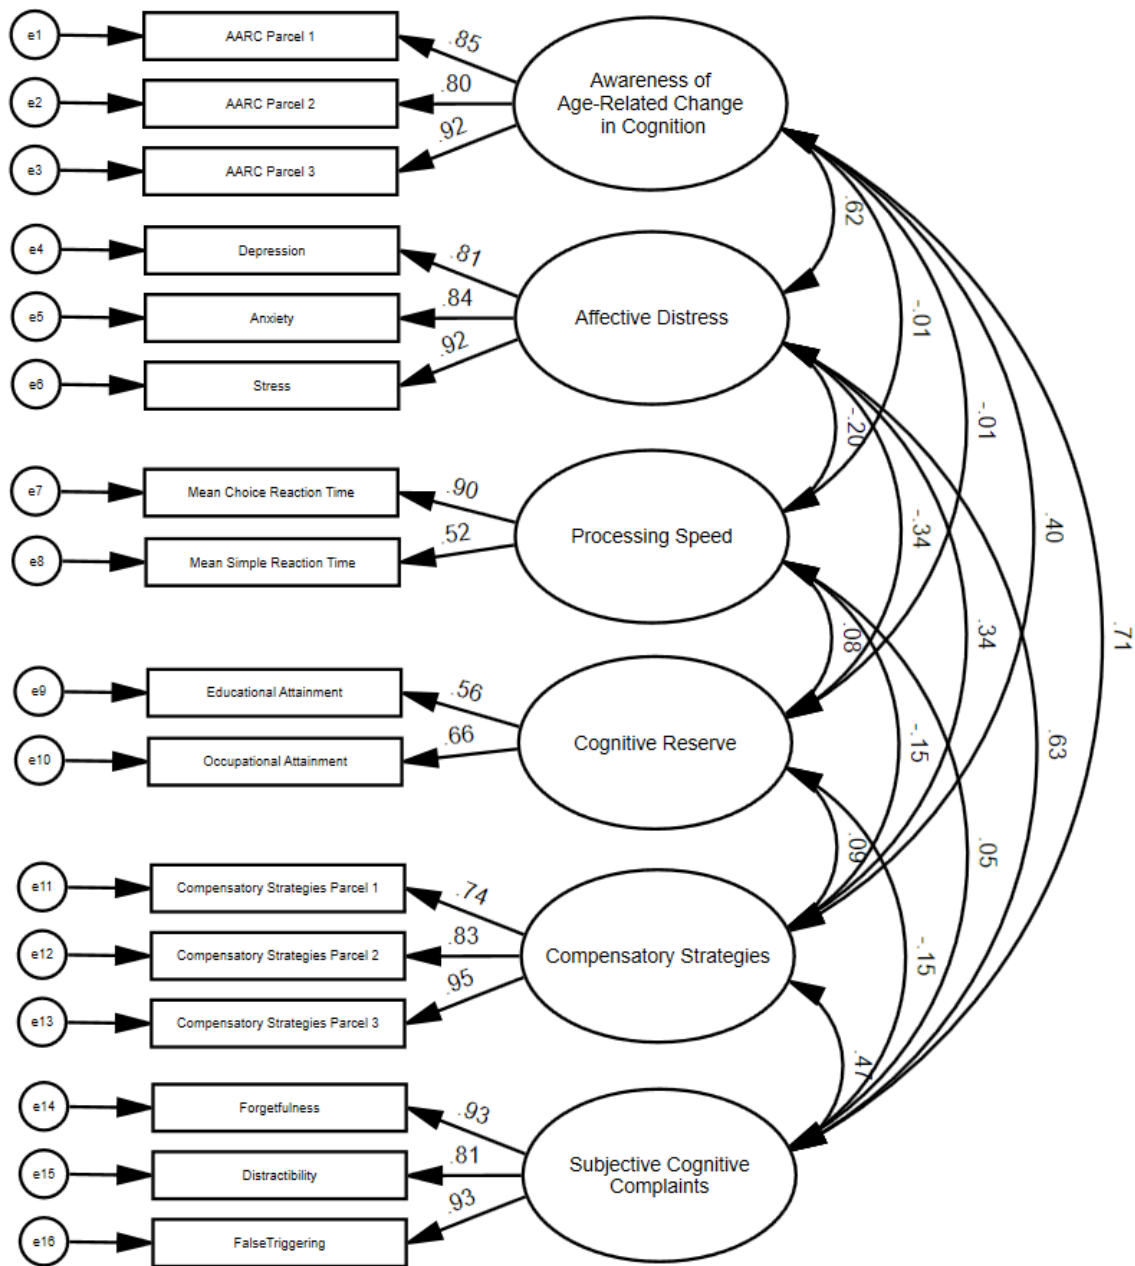 e1
AARC Parcel 1
.85
e2
AARC Parcel 2
.80
e3
AARC Parcel 3
.92
Awareness of
Age-Related Change
in Cognition
.62
e4
Depression
.81
e5
Anxiety
.84
e6
Stress
.92
Affective Distress
-.01
-.20
-.01
e7
Mean Choice Reaction Time
.90
e8
Mean Simple Reaction Time
.52
Processing Speed
-.34
.40
.08
.34
.71
e9
Educational Attainment
.56
e10
Occupational Attainment
.66
Cognitive Reserve
-.15
.63
e11
Compensatory Strategies Parcel 1
.74
e12
Compensatory Strategies Parcel 2
.83
e13
Compensatory Strategies Parcel 3
.95
Compensatory Strategies
.09
.05
-.15
.47
e14
Forgetfulness
.93
e15
Distractibility
.81
e16
FalseTriggering
.93
Subjective Cognitive
Complaints